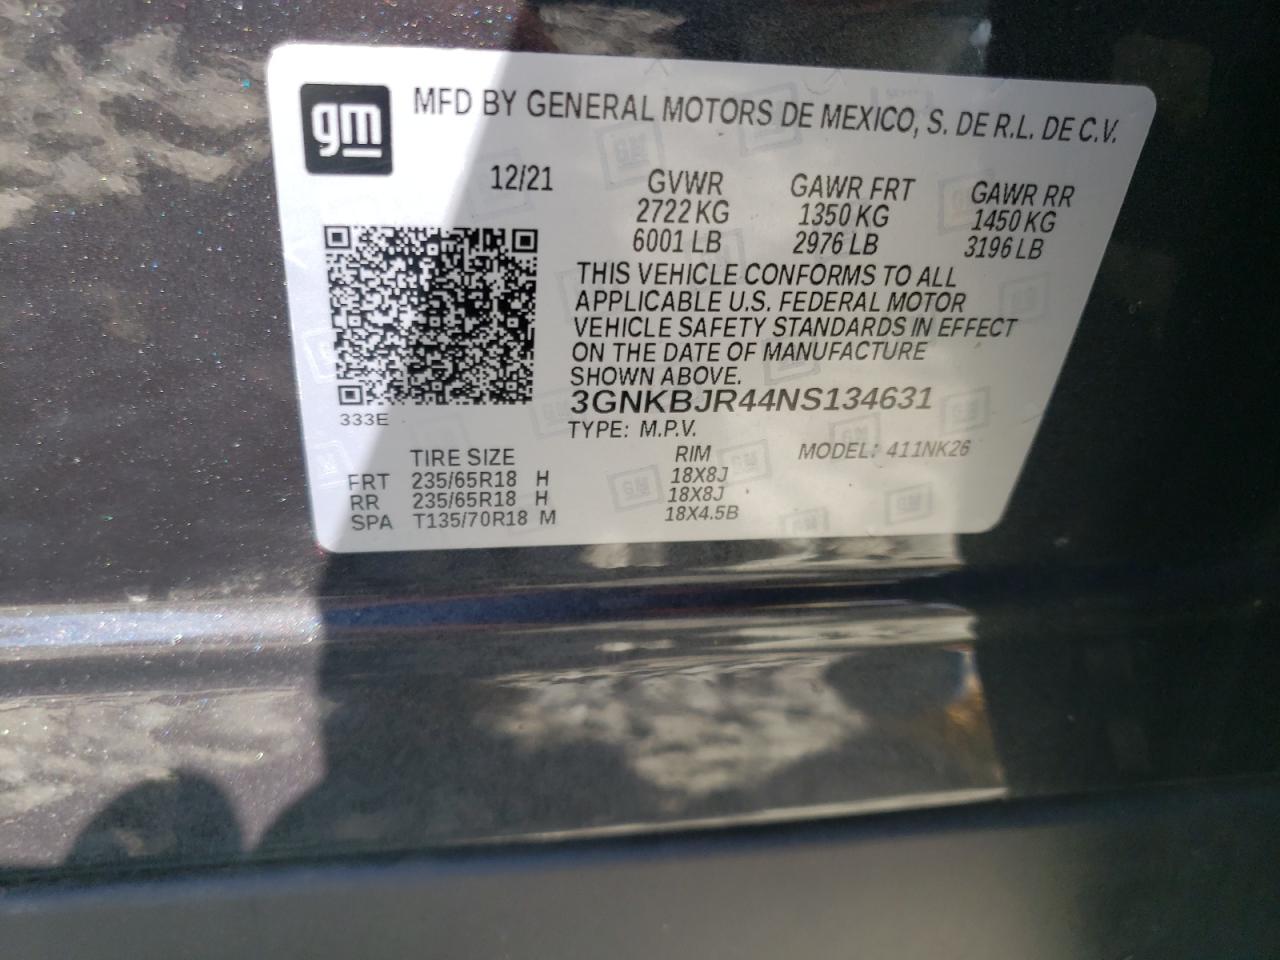 gm
MFD BY GENERAL MOTORS DE MEXICO, S. DE R.L. DE C.V.
12/21 GVWR GAWR FRT GAWR RR
2722 KG 1350 KG 1450 KG
6001 LB 2976 LB 3196 LB
THIS VEHICLE CONFORMS TO ALL
APPLICABLE U.S. FEDERAL MOTOR
VEHICLE SAFETY STANDARDS IN EFFECT
ON THE DATE OF MANUFACTURE
SHOWN ABOVE.
3GNKBJR44NS134631
333E
TYPE: M.P.V.
TIRE SIZE RIM MODEL: 411NK26
FRT 235/65R18 H 18X8J
RR 235/65R18 H 18X8J
SPA T135/70R18 M 18X4.5B